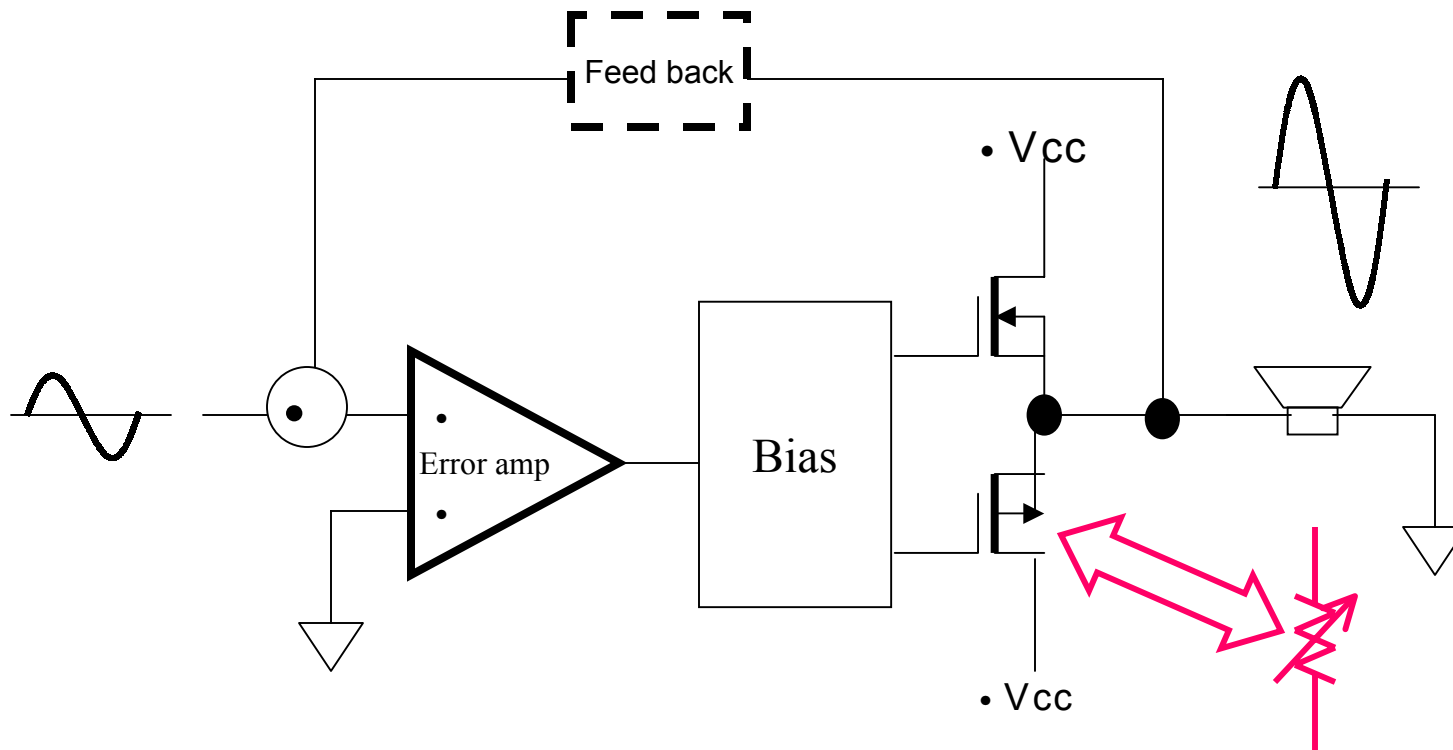 Feed back
• Vcc
Error amp
Bias
• Vcc